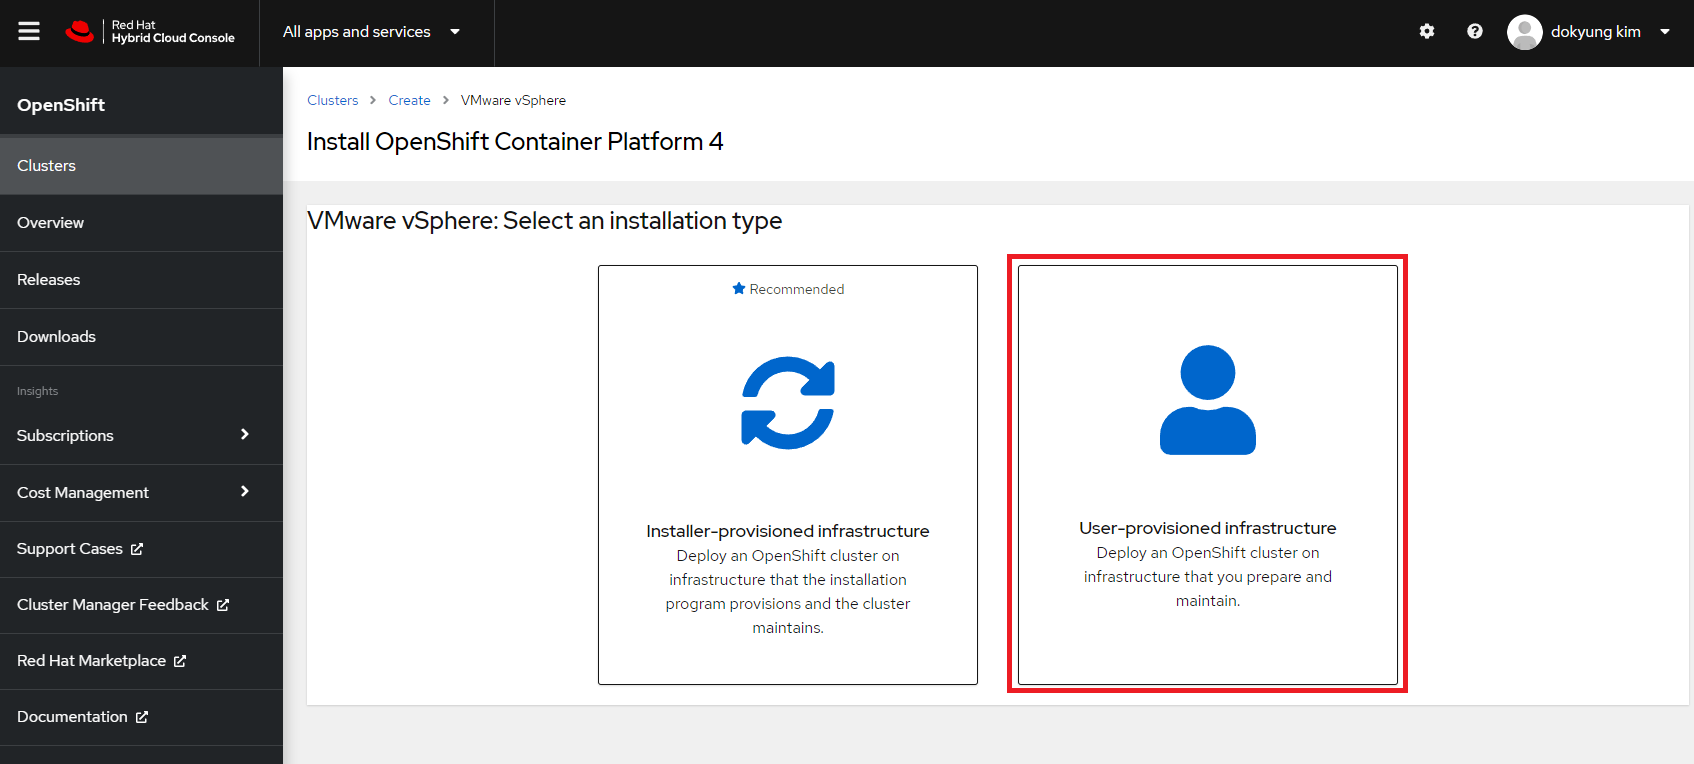 Red Hat
Hybrid Cloud Console
All apps and services
dokyung kim
OpenShift
Clusters
Overview
Releases
Downloads
Insights
Subscriptions
Cost Management
Support Cases
Cluster Manager Feedback
Red Hat Marketplace
Documentation
Clusters > Create > VMware vSphere
Install OpenShift Container Platform 4
VMware vSphere: Select an installation type
Recommended
Installer-provisioned infrastructure
Deploy an OpenShift cluster on
infrastructure that the installation
program provisions and the cluster
maintains.
User-provisioned infrastructure
Deploy an OpenShift cluster on
infrastructure that you prepare and
maintain.